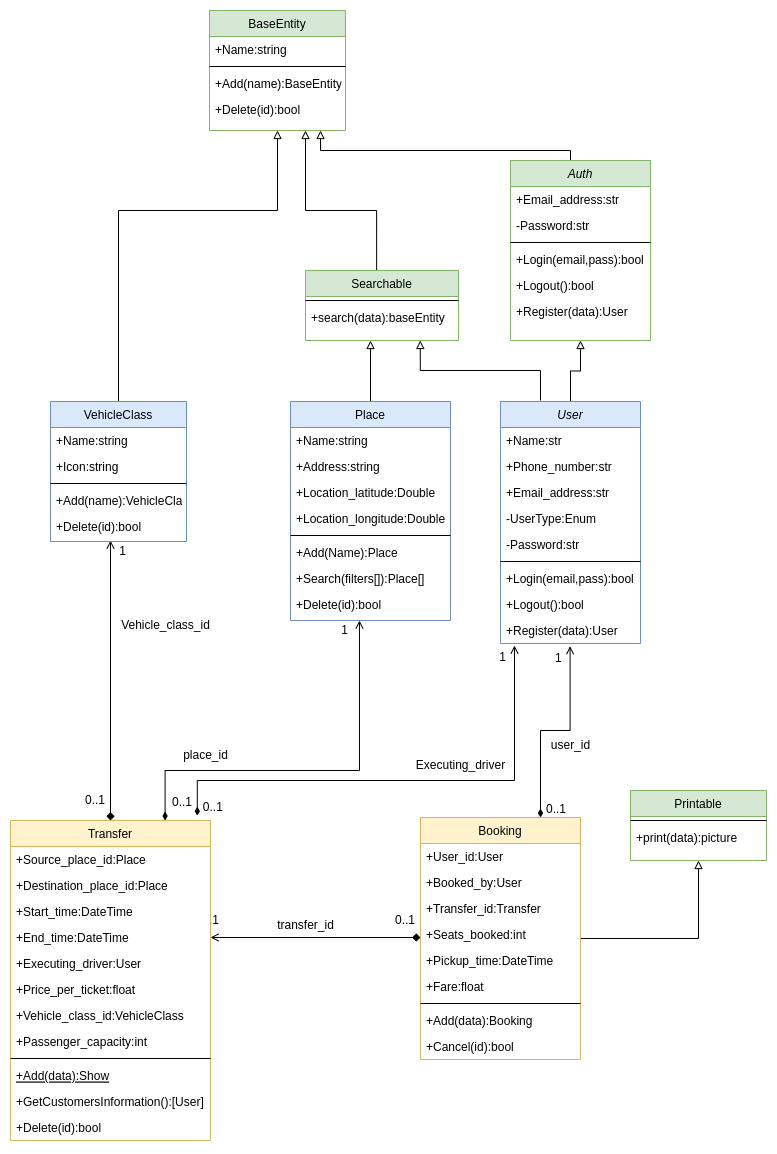 BaseEntity
+Name:string
+Add(name):BaseEntity
+Delete(id):bool
Auth
+Email_address:str
-Password:str
+Login(email,pass):bool
+Logout():bool
+Register(data):User
Searchable
+search(data):baseEntity
VehicleClass
+Name:string
+Icon:string
+Add(name):VehicleCla
+Delete(id):bool
Place
+Name:string
+Address:string
+Location_latitude:Double
+Location_longitude:Double
+Add(Name):Place
+Search(filters[]):Place[]
+Delete(id):bool
User
+Name:str
+Phone_number:str
+Email_address:str
-UserType:Enum
-Password:str
+Login(email,pass):bool
+Logout():bool
+Register(data):User
1
Vehicle_class_id
0..1
1
place_id
0..1
1
Executing_driver
0..1
1
user_id
0..1
Printable
+print(data):picture
Transfer
+Source_place_id:Place
+Destination_place_id:Place
+Start_time:DateTime
+End_time:DateTime
+Executing_driver:User
+Price_per_ticket:float
+Vehicle_class_id:VehicleClass
+Passenger_capacity:int
+Add(data):Show
+GetCustomersInformation():[User]
+Delete(id):bool
1
transfer_id
0..1
Booking
+User_id:User
+Booked_by:User
+Transfer_id:Transfer
+Seats_booked:int
+Pickup_time:DateTime
+Fare:float
+Add(data):Booking
+Cancel(id):bool